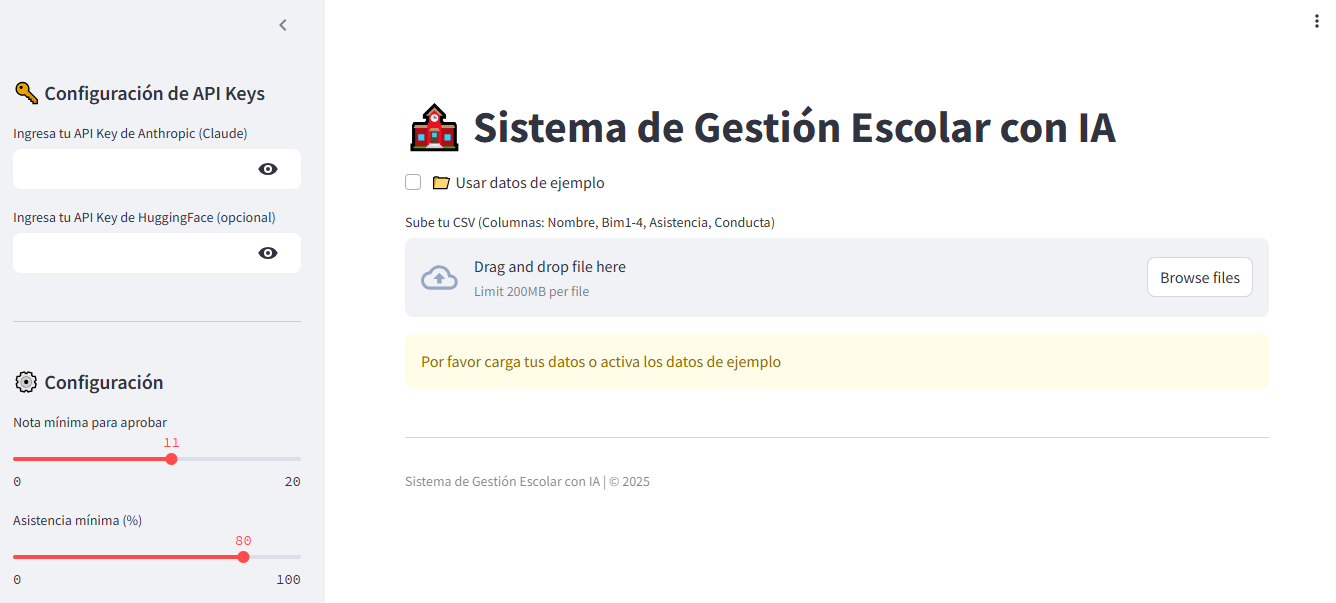 Configuración de API Keys
Ingresa tu API Key de Anthropic (Claude)
Ingresa tu API Key de HuggingFace (opcional)
Configuración
Nota mínima para aprobar
11
0 20
Asistencia mínima (%)
80
0 100
Sistema de Gestión Escolar con IA
Usar datos de ejemplo
Sube tu CSV (Columnas: Nombre, Bim1-4, Asistencia, Conducta)
Drag and drop file here
Limit 200MB per file
Browse files
Por favor carga tus datos o activa los datos de ejemplo
Sistema de Gestión Escolar con IA | © 2025